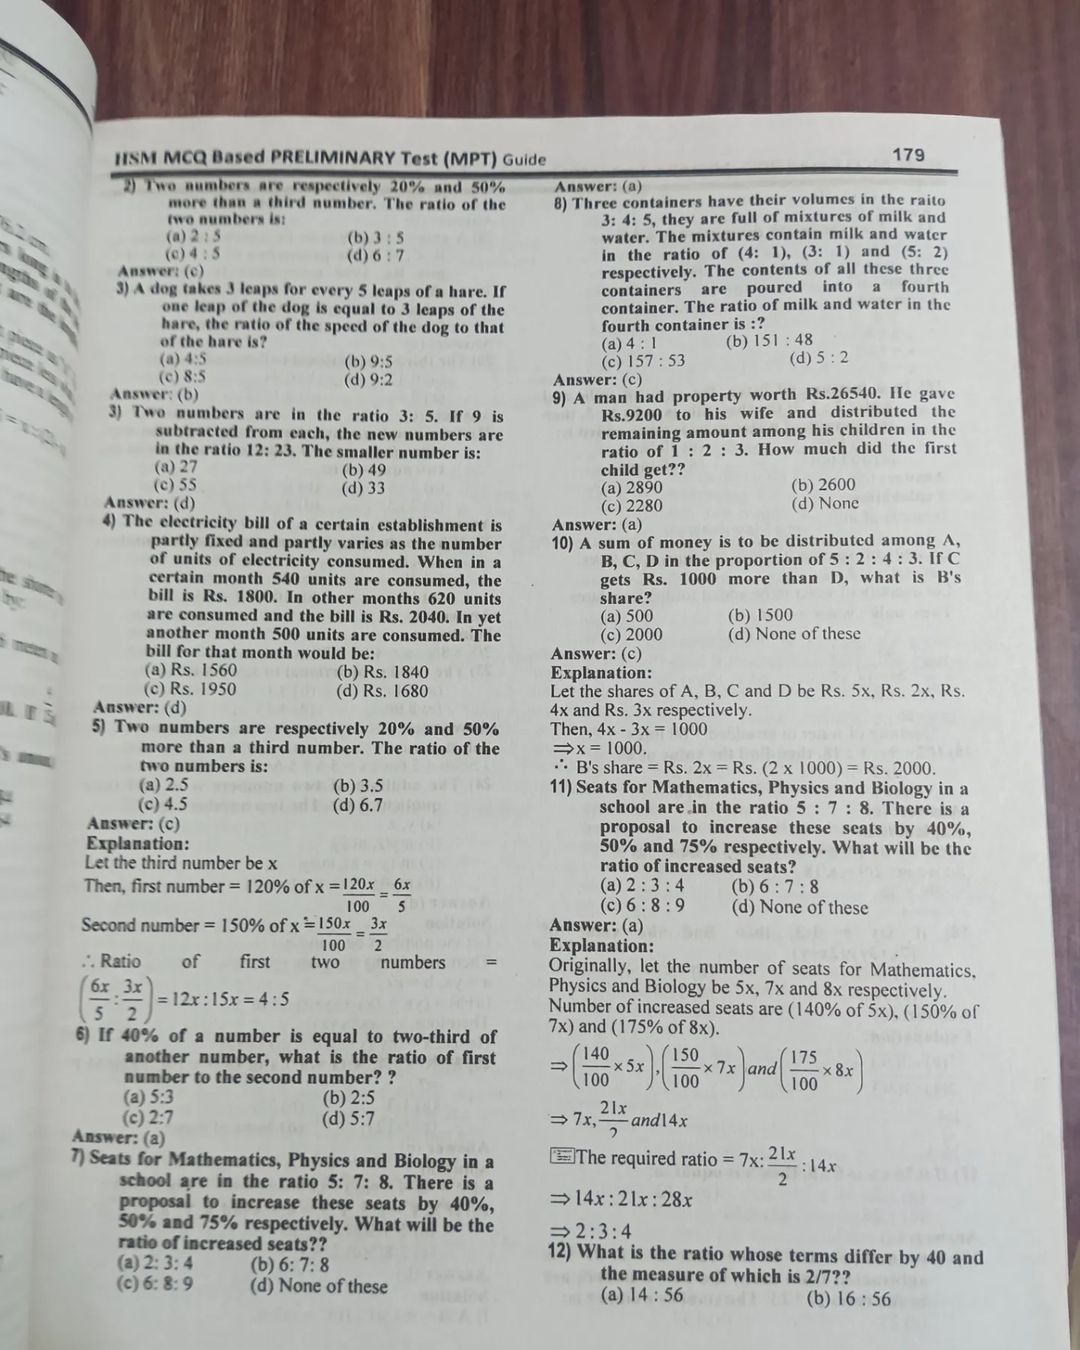 HSM MCQ Based PRELIMINARY Test (MPT) Guide
179
2) Two numbers are respectively 20% and 50%
more than a third number. The ratio of the
two numbers is:
(a) 2 : 5 (b) 3 : 5
(c) 4 : 5 (d) 6 : 7
Answer: (c)
3) A dog takes 3 leaps for every 5 leaps of a hare. If
one leap of the dog is equal to 3 leaps of the
hare, the ratio of the speed of the dog to that
of the hare is?
(a) 4:5 (b) 9:5
(c) 8:5 (d) 9:2
Answer: (b)
3) Two numbers are in the ratio 3: 5. If 9 is
subtracted from each, the new numbers are
in the ratio 12: 23. The smaller number is:
(a) 27 (b) 49
(c) 55 (d) 33
Answer: (d)
4) The electricity bill of a certain establishment is
partly fixed and partly varies as the number
of units of electricity consumed. When in a
certain month 540 units are consumed, the
bill is Rs. 1800. In other months 620 units
are consumed and the bill is Rs. 2040. In yet
another month 500 units are consumed. The
bill for that month would be:
(a) Rs. 1560 (b) Rs. 1840
(c) Rs. 1950 (d) Rs. 1680
Answer: (d)
5) Two numbers are respectively 20% and 50%
more than a third number. The ratio of the
two numbers is:
(a) 2.5 (b) 3.5
(c) 4.5 (d) 6.7
Answer: (c)
Explanation:
Let the third number be x
Then, first number = 120% of x = 120x/100 = 6x/5
Second number = 150% of x = 150x/100 = 3x/2
∴ Ratio of first two numbers =
(6x/5 : 3x/2) = 12x : 15x = 4 : 5
6) If 40% of a number is equal to two-third of
another number, what is the ratio of first
number to the second number? ?
(a) 5:3 (b) 2:5
(c) 2:7 (d) 5:7
Answer: (a)
7) Seats for Mathematics, Physics and Biology in a
school are in the ratio 5: 7: 8. There is a
proposal to increase these seats by 40%,
50% and 75% respectively. What will be the
ratio of increased seats??
(a) 2: 3: 4 (b) 6: 7: 8
(c) 6: 8: 9 (d) None of these
Answer: (a)
8) Three containers have their volumes in the raito
3: 4: 5, they are full of mixtures of milk and
water. The mixtures contain milk and water
in the ratio of (4: 1), (3: 1) and (5: 2)
respectively. The contents of all these three
containers are poured into a fourth
container. The ratio of milk and water in the
fourth container is :?
(a) 4 : 1 (b) 151 : 48
(c) 157 : 53 (d) 5 : 2
Answer: (c)
9) A man had property worth Rs.26540. He gave
Rs.9200 to his wife and distributed the
remaining amount among his children in the
ratio of 1 : 2 : 3. How much did the first
child get??
(a) 2890 (b) 2600
(c) 2280 (d) None
Answer: (a)
10) A sum of money is to be distributed among A,
B, C, D in the proportion of 5 : 2 : 4 : 3. If C
gets Rs. 1000 more than D, what is B's
share?
(a) 500 (b) 1500
(c) 2000 (d) None of these
Answer: (c)
Explanation:
Let the shares of A, B, C and D be Rs. 5x, Rs. 2x, Rs.
4x and Rs. 3x respectively.
Then, 4x - 3x = 1000
⇒x = 1000.
∴ B's share = Rs. 2x = Rs. (2 x 1000) = Rs. 2000.
11) Seats for Mathematics, Physics and Biology in a
school are in the ratio 5 : 7 : 8. There is a
proposal to increase these seats by 40%,
50% and 75% respectively. What will be the
ratio of increased seats?
(a) 2 : 3 : 4 (b) 6 : 7 : 8
(c) 6 : 8 : 9 (d) None of these
Answer: (a)
Explanation:
Originally, let the number of seats for Mathematics,
Physics and Biology be 5x, 7x and 8x respectively.
Number of increased seats are (140% of 5x), (150% of
7x) and (175% of 8x).
⇒ (140/100 × 5x), (150/100 × 7x) and (175/100 × 8x)
⇒ 7x, 21x/2 and 14x
The required ratio = 7x: 21x/2 : 14x
⇒ 14x : 21x : 28x
⇒ 2 : 3 : 4
12) What is the ratio whose terms differ by 40 and
the measure of which is 2/7??
(a) 14 : 56 (b) 16 : 56